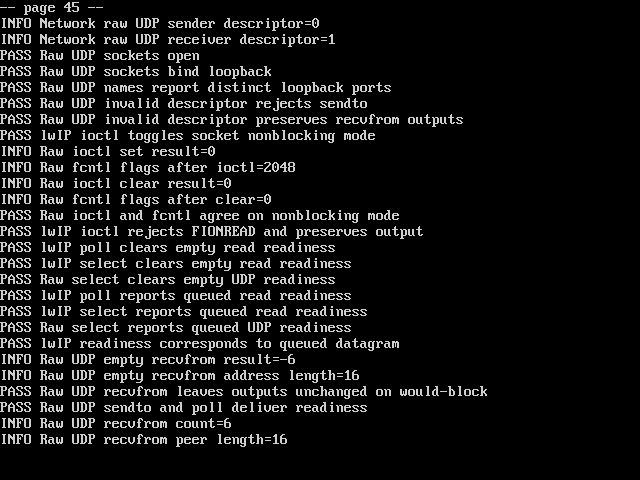 -- page 45 --
INFO Network raw UDP sender descriptor=0
INFO Network raw UDP receiver descriptor=1
PASS Raw UDP sockets open
PASS Raw UDP sockets bind loopback
PASS Raw UDP names report distinct loopback ports
PASS Raw UDP invalid descriptor rejects sendto
PASS Raw UDP invalid descriptor preserves recvfrom outputs
PASS lwIP ioctl toggles socket nonblocking mode
INFO Raw ioctl set result=0
INFO Raw fcntl flags after ioctl=2048
INFO Raw ioctl clear result=0
INFO Raw fcntl flags after clear=0
PASS Raw ioctl and fcntl agree on nonblocking mode
PASS lwIP ioctl rejects FIONREAD and preserves output
PASS lwIP poll clears empty read readiness
PASS lwIP select clears empty read readiness
PASS Raw select clears empty UDP readiness
PASS lwIP poll reports queued read readiness
PASS lwIP select reports queued read readiness
PASS Raw select reports queued UDP readiness
PASS lwIP readiness corresponds to queued datagram
INFO Raw UDP empty recvfrom result=-6
INFO Raw UDP empty recvfrom address length=16
PASS Raw UDP recvfrom leaves outputs unchanged on would-block
PASS Raw UDP sendto and poll deliver readiness
INFO Raw UDP recvfrom count=6
INFO Raw UDP recvfrom peer length=16